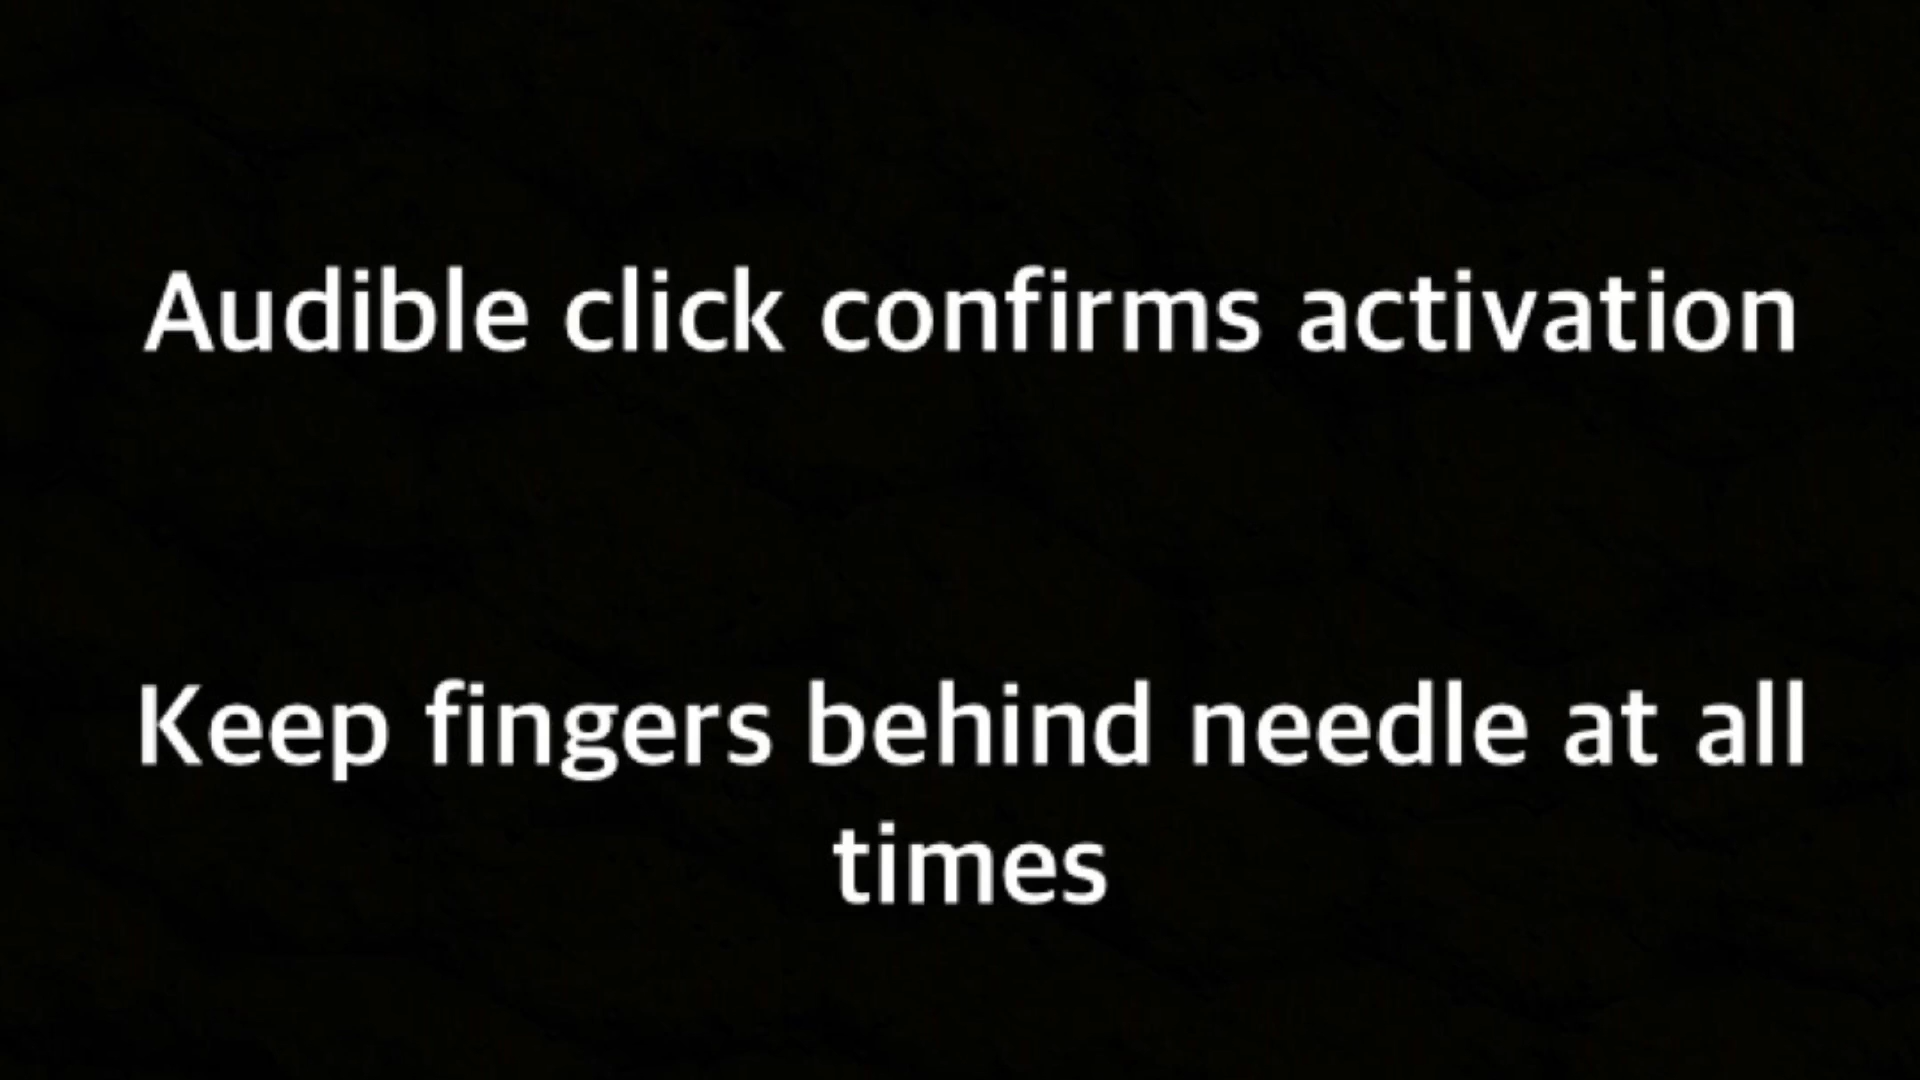 Audible click confirms activation
Keep fingers behind needle at all
times